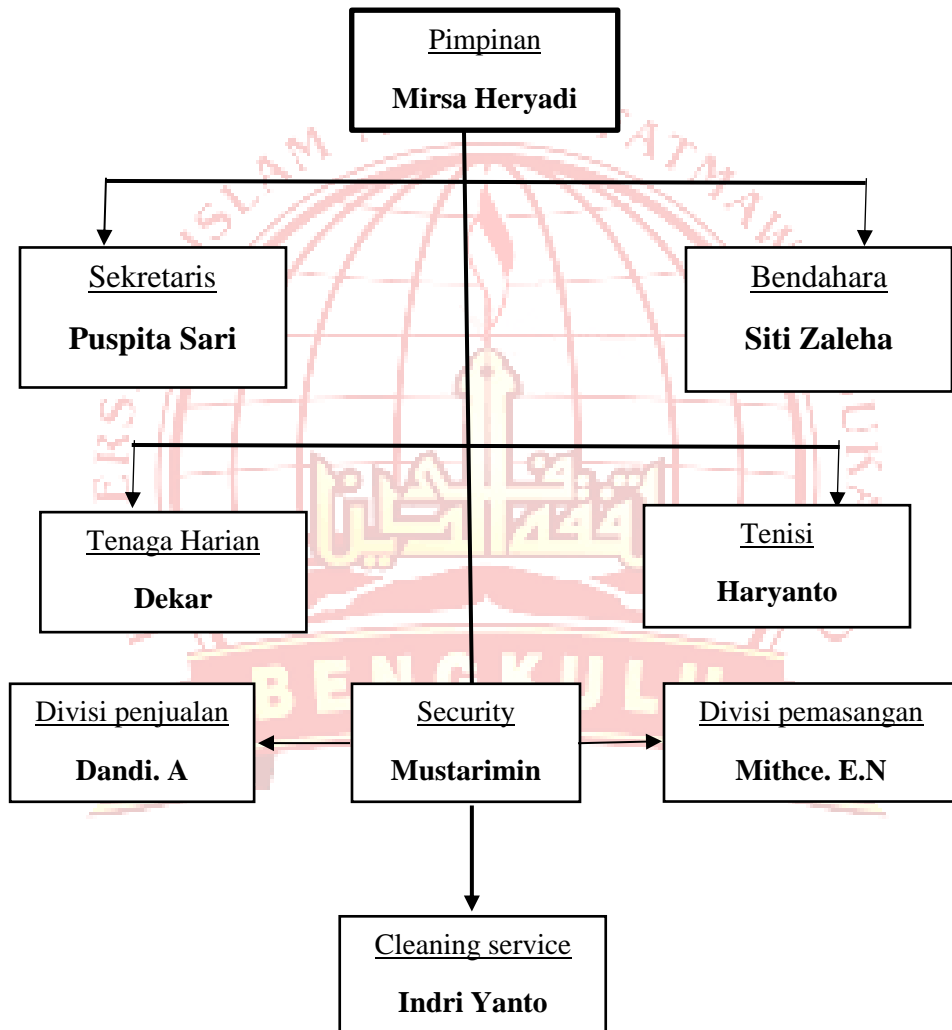 Pimpinan
Mirsa Heryadi
Sekretaris
Puspita Sari
Bendahara
Siti Zaleha
Tenaga Harian
Dekar
Tenisi
Haryanto
Divisi penjualan
Dandi. A
Security
Mustarimin
Divisi pemasangan
Mithce. E.N
Cleaning service
Indri Yanto
BENGKULU